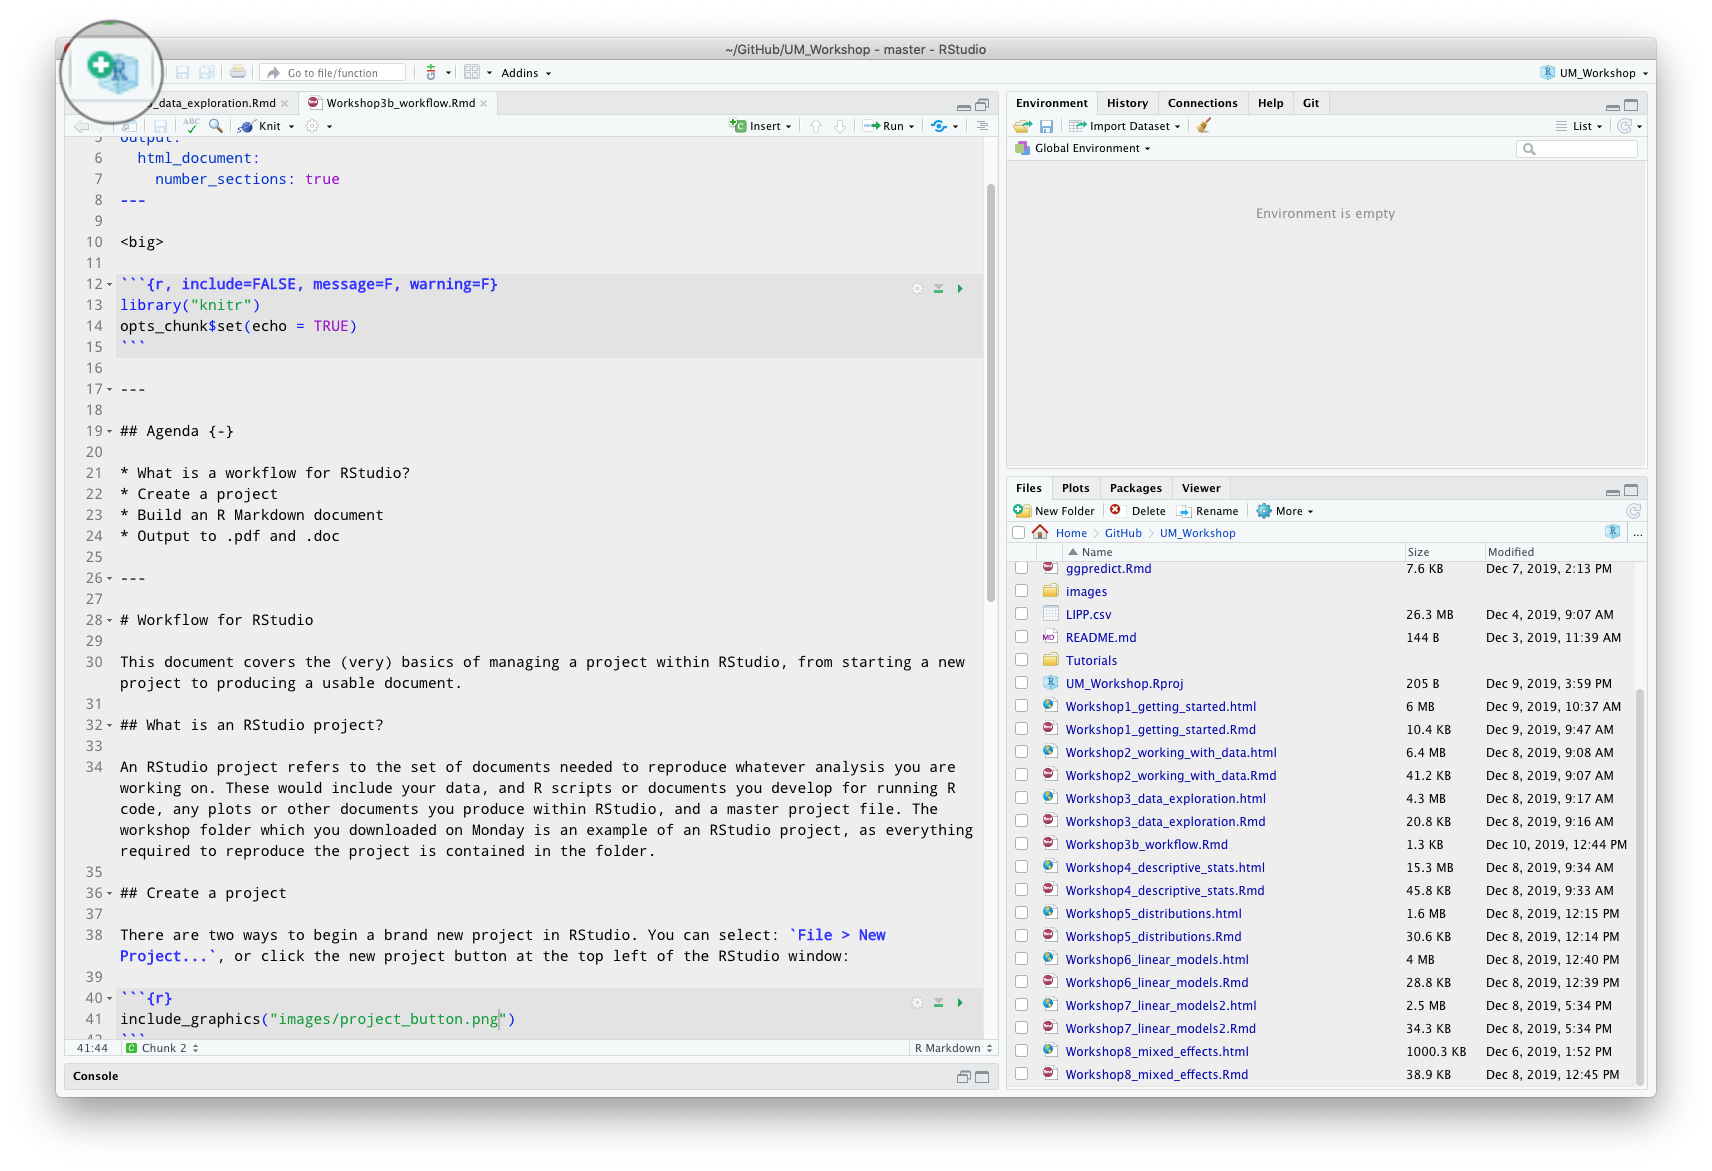 ~/GitHub/UM_Workshop - master - RStudio
Go to file/function
Addins
UM_Workshop
_data_exploration.Rmd
Workshop3b_workflow.Rmd
ABC
Knit
Insert
Run
5 output:
6 html_document:
7 number_sections: true
8 ---
9
10 <big>
11
12 ```{r, include=FALSE, message=F, warning=F}
13 library("knitr")
14 opts_chunk$set(echo = TRUE)
15 ```
16
17 ---
18
19 ## Agenda {-}
20
21 * What is a workflow for RStudio?
22 * Create a project
23 * Build an R Markdown document
24 * Output to .pdf and .doc
25
26 ---
27
28 # Workflow for RStudio
29
30 This document covers the (very) basics of managing a project within RStudio, from starting a new
project to producing a usable document.
31
32 ## What is an RStudio project?
33
34 An RStudio project refers to the set of documents needed to reproduce whatever analysis you are
working on. These would include your data, and R scripts or documents you develop for running R
code, any plots or other documents you produce within RStudio, and a master project file. The
workshop folder which you downloaded on Monday is an example of an RStudio project, as everything
required to reproduce the project is contained in the folder.
35
36 ## Create a project
37
38 There are two ways to begin a brand new project in RStudio. You can select: `File > New
Project...`, or click the new project button at the top left of the RStudio window:
39
40 ```{r}
41 include_graphics("images/project_button.png")
42 ```
41:44 Chunk 2 R Markdown
Console
Environment History Connections Help Git
Import Dataset List
Global Environment
Environment is empty
Files Plots Packages Viewer
New Folder Delete Rename More
Home GitHub UM_Workshop ...
Name Size Modified
ggpredict.Rmd 7.6 KB Dec 7, 2019, 2:13 PM
images
LIPP.csv 26.3 MB Dec 4, 2019, 9:07 AM
README.md 144 B Dec 3, 2019, 11:39 AM
Tutorials
UM_Workshop.Rproj 205 B Dec 9, 2019, 3:59 PM
Workshop1_getting_started.html 6 MB Dec 9, 2019, 10:37 AM
Workshop1_getting_started.Rmd 10.4 KB Dec 9, 2019, 9:47 AM
Workshop2_working_with_data.html 6.4 MB Dec 8, 2019, 9:08 AM
Workshop2_working_with_data.Rmd 41.2 KB Dec 8, 2019, 9:07 AM
Workshop3_data_exploration.html 4.3 MB Dec 8, 2019, 9:17 AM
Workshop3_data_exploration.Rmd 20.8 KB Dec 8, 2019, 9:16 AM
Workshop3b_workflow.Rmd 1.3 KB Dec 10, 2019, 12:44 PM
Workshop4_descriptive_stats.html 15.3 MB Dec 8, 2019, 9:34 AM
Workshop4_descriptive_stats.Rmd 45.8 KB Dec 8, 2019, 9:33 AM
Workshop5_distributions.html 1.6 MB Dec 8, 2019, 12:15 PM
Workshop5_distributions.Rmd 30.6 KB Dec 8, 2019, 12:14 PM
Workshop6_linear_models.html 4 MB Dec 8, 2019, 12:40 PM
Workshop6_linear_models.Rmd 28.8 KB Dec 8, 2019, 12:39 PM
Workshop7_linear_models2.html 2.5 MB Dec 8, 2019, 5:34 PM
Workshop7_linear_models2.Rmd 34.3 KB Dec 8, 2019, 5:34 PM
Workshop8_mixed_effects.html 1000.3 KB Dec 6, 2019, 1:52 PM
Workshop8_mixed_effects.Rmd 38.9 KB Dec 8, 2019, 12:45 PM